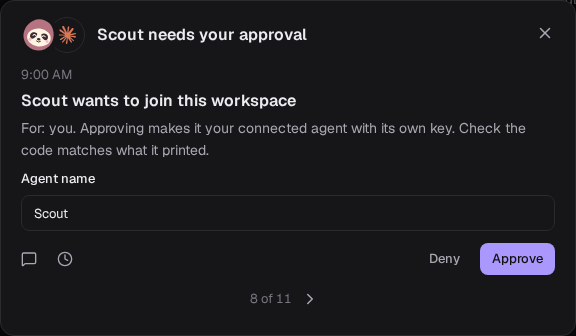 Scout needs your approval
9:00 AM
Scout wants to join this workspace
For: you. Approving makes it your connected agent with its own key. Check the
code matches what it printed.
Agent name
Scout
Deny
Approve
8 of 11